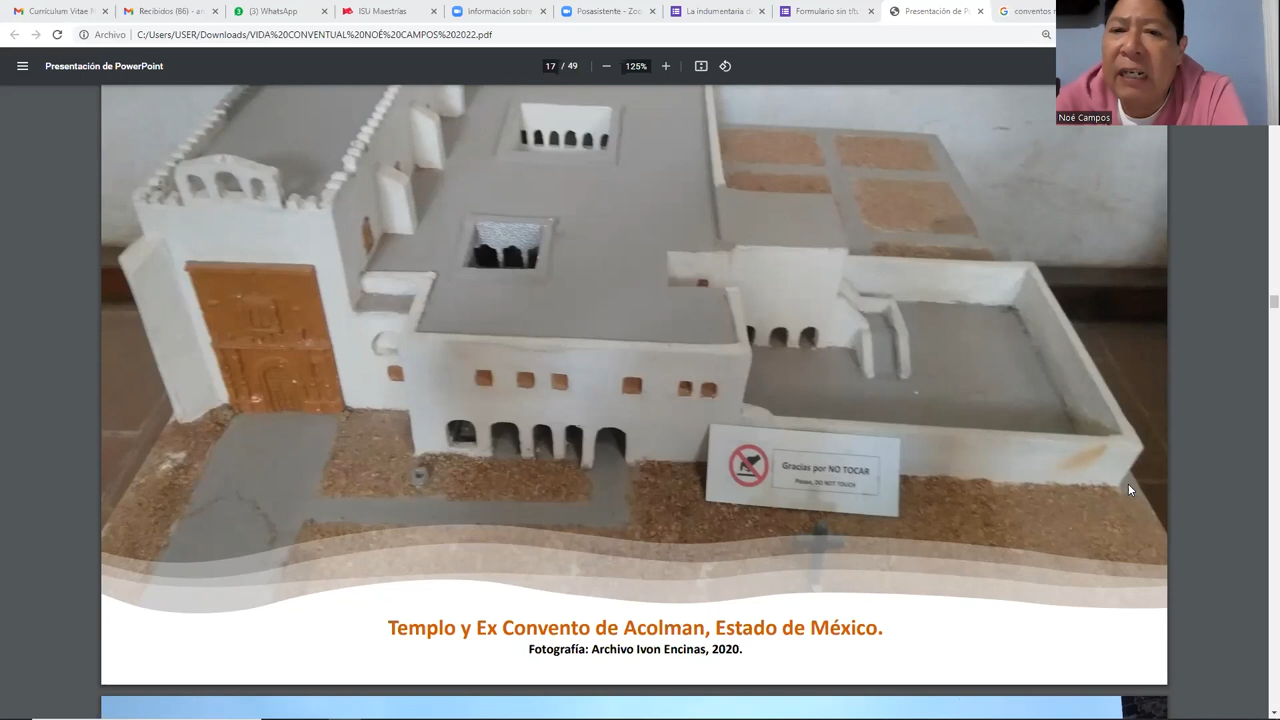 Currículum Vitae N
Recibidos (86) - ar
(3) WhatsApp
ISU Maestrías
Información sobre
Posasistente - Zoo
La indumentaria de
Formulario sin títu
Presentación de P
conventos n
Archivo
C:/Users/USER/Downloads/VIDA%20CONVENTUAL%20NOÉ%20CAMPOS%202022.pdf
Presentación de PowerPoint
17 / 49
125%
Noé Campos
Gracias por NO TOCAR
Please, DO NOT TOUCH
Templo y Ex Convento de Acolman, Estado de México.
Fotografía: Archivo Ivon Encinas, 2020.